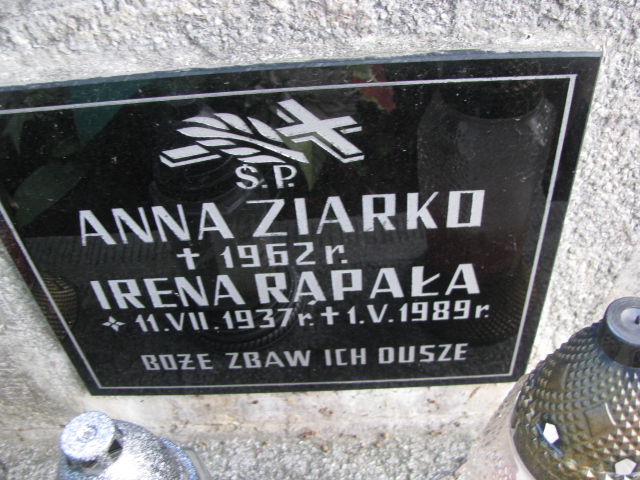 Ś.P.
ANNA ZIARKO
† 1962 r.
IRENA RĄPAŁA
✧ 11.VII.1937 r. † 1.V.1989 r.
BOŻE ZBAW ICH DUSZE